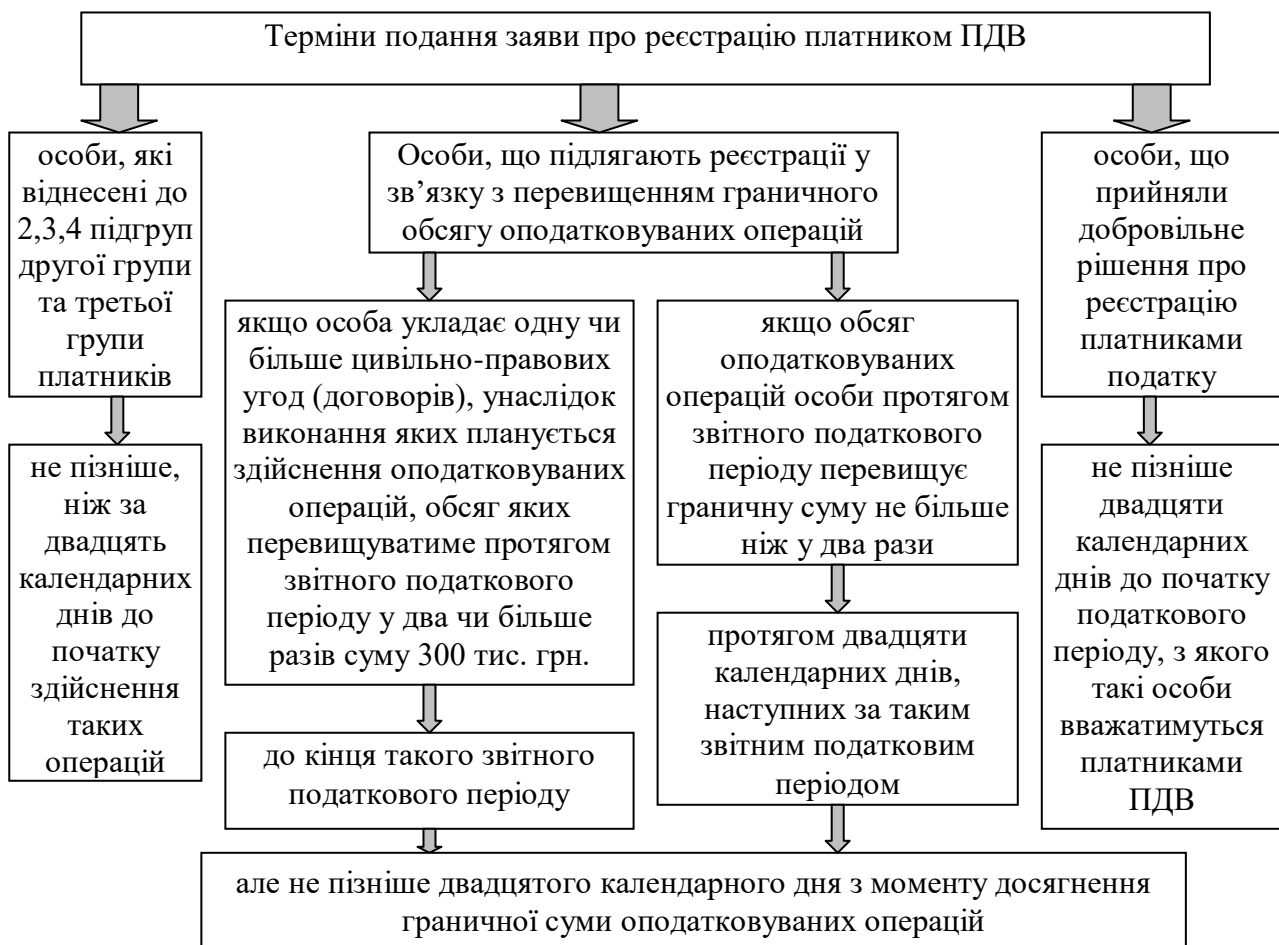 Терміни подання заяви про реєстрацію платником ПДВ
особи, які
віднесені до
2,3,4 підгруп
другої групи
та третьої
групи
платників
не пізніше,
ніж за
двадцять
календарних
днів до
початку
здійснення
таких
операцій
Особи, що підлягають реєстрації у
зв’язку з перевищенням граничного
обсягу оподатковуваних операцій
якщо особа укладає одну чи
більше цивільно-правових
угод (договорів), унаслідок
виконання яких планується
здійснення оподатковуваних
операцій, обсяг яких
перевищуватиме протягом
звітного податкового
періоду у два чи більше
разів суму 300 тис. грн.
до кінця такого звітного
податкового періоду
якщо обсяг
оподатковуваних
операцій особи протягом
звітного податкового
періоду перевищує
граничну суму не більше
ніж у два рази
протягом двадцяти
календарних днів,
наступних за таким
звітним податковим
періодом
але не пізніше двадцятого календарного дня з моменту досягнення
граничної суми оподатковуваних операцій
особи, що
прийняли
добровільне
рішення про
реєстрацію
платниками
податку
не пізніше
двадцяти
календарних
днів до початку
податкового
періоду, з якого
такі особи
вважатимуться
платниками
ПДВ